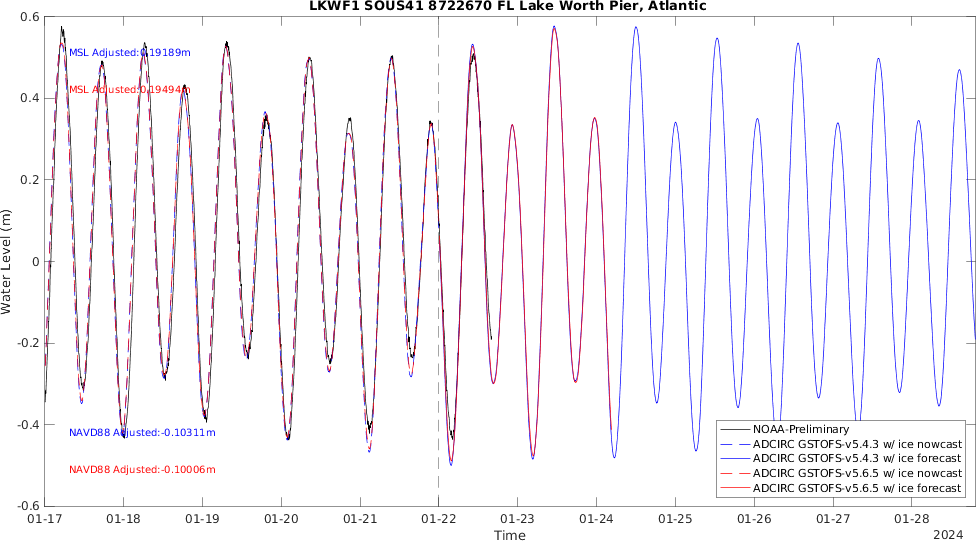 LKWF1 SOUS41 8722670 FL Lake Worth Pier, Atlantic
0.6
0.4
0.2
0
-0.2
-0.4
-0.6
Water Level (m)
MSL Adjusted:0.19189m
MSL Adjusted:0.19494m
NAVD88 Adjusted:-0.10311m
NAVD88 Adjusted:-0.10006m
NOAA-Preliminary
ADCIRC GSTOFS-v5.4.3 w/ ice nowcast
ADCIRC GSTOFS-v5.4.3 w/ ice forecast
ADCIRC GSTOFS-v5.6.5 w/ ice nowcast
ADCIRC GSTOFS-v5.6.5 w/ ice forecast
01-17 01-18 01-19 01-20 01-21 01-22 01-23 01-24 01-25 01-26 01-27 01-28
Time
2024